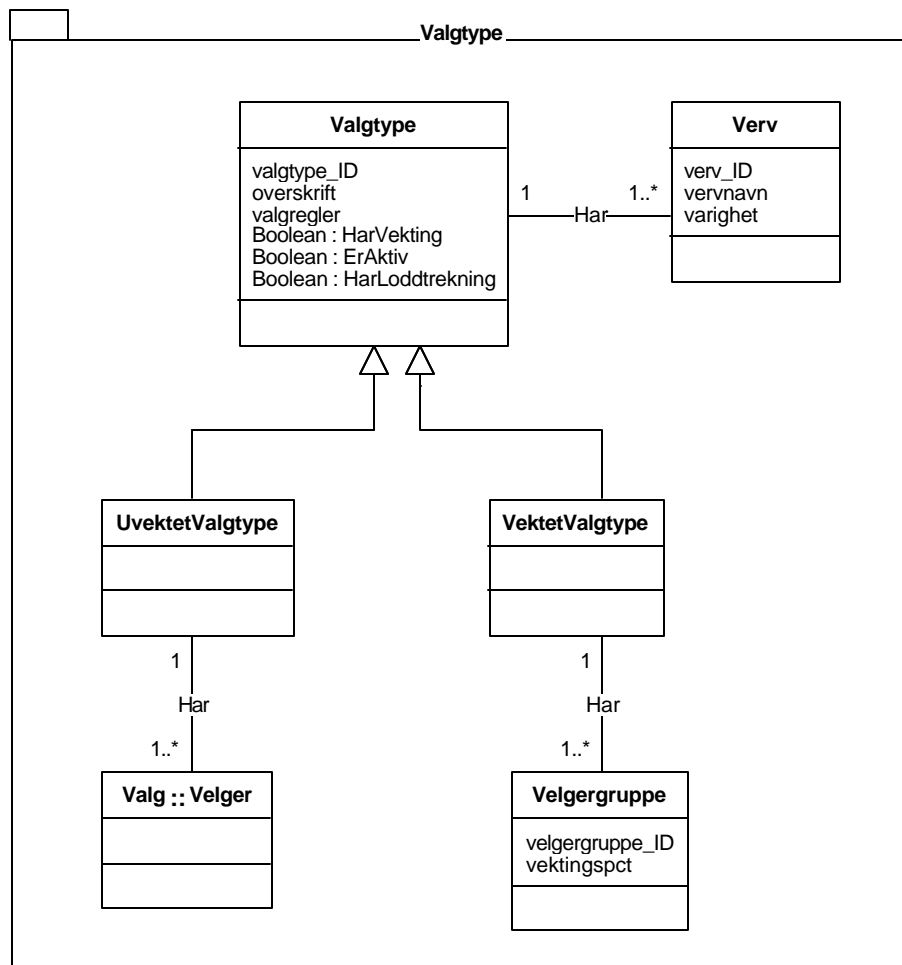 Valgtype
Valgtype
valgtype_ID
overskrift
valgregler
Boolean : HarVekting
Boolean : ErAktiv
Boolean : HarLoddtrekning
1
Har
1..*
Verv
verv_ID
vervnavn
varighet
UvektetValgtype
VektetValgtype
1
Har
1..*
1
Har
1..*
Valg :: Velger
Velgergruppe
velgergruppe_ID
vektingspct